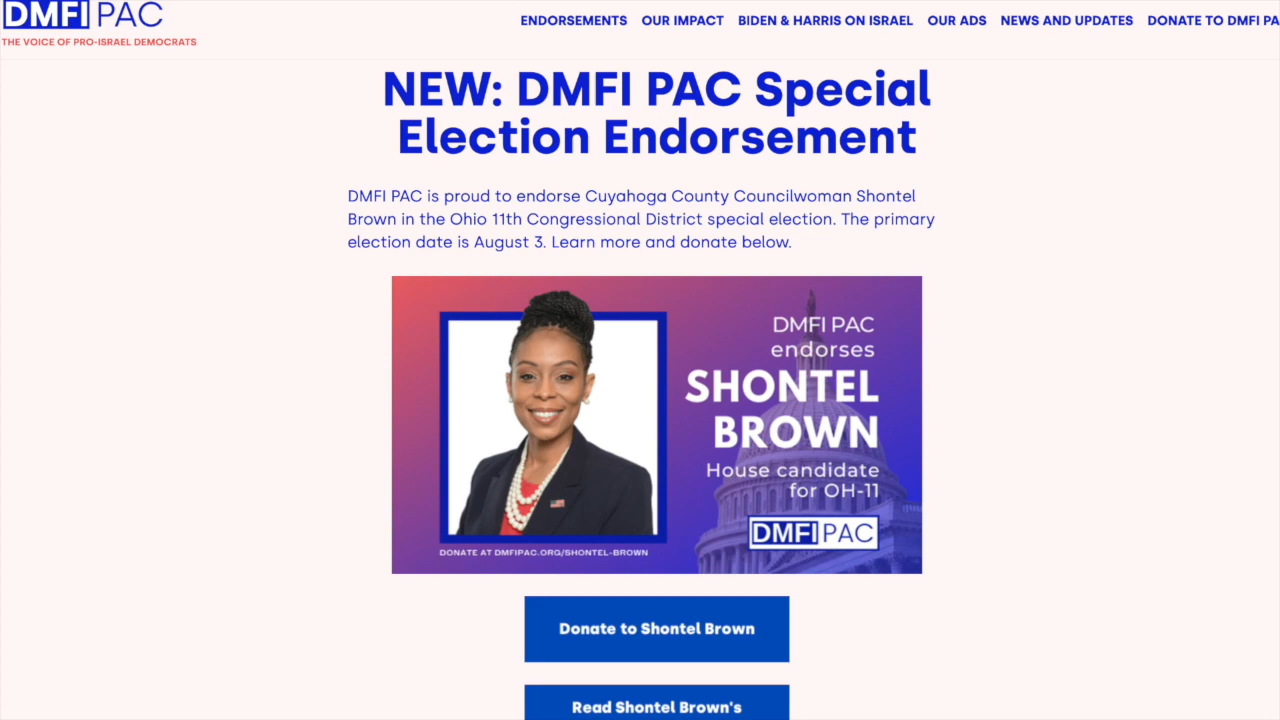 DMFI PAC
THE VOICE OF PRO-ISRAEL DEMOCRATS
ENDORSEMENTS OUR IMPACT BIDEN & HARRIS ON ISRAEL OUR ADS NEWS AND UPDATES DONATE TO DMFI PA
NEW: DMFI PAC Special
Election Endorsement
DMFI PAC is proud to endorse Cuyahoga County Councilwoman Shontel
Brown in the Ohio 11th Congressional District special election. The primary
election date is August 3. Learn more and donate below.
DMFI PAC
endorses
SHONTEL
BROWN
House candidate
for OH-11
DMFI PAC
DONATE AT DMFIPAC.ORG/SHONTEL-BROWN
Donate to Shontel Brown
Read Shontel Brown's